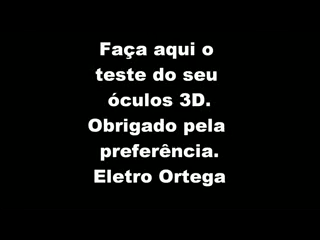 Faça aqui o
teste do seu
óculos 3D.
Obrigado pela
preferência.
Eletro Ortega